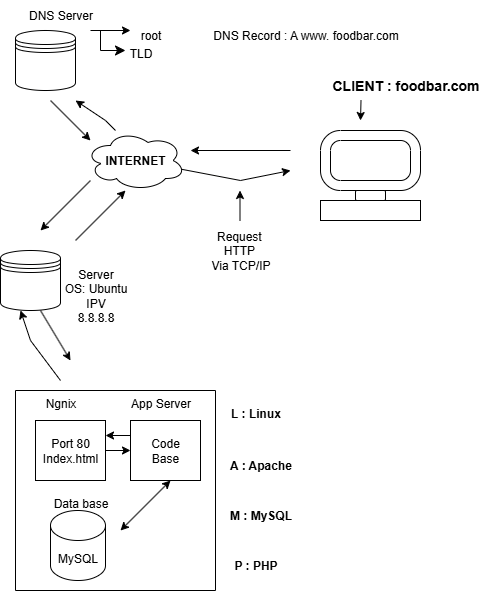 DNS Server
root
TLD
DNS Record : A www. foodbar.com
CLIENT : foodbar.com
INTERNET
Request
HTTP
Via TCP/IP
Server
OS: Ubuntu
IPV
8.8.8.8
Ngnix
App Server
Port 80
Index.html
Code
Base
Data base
MySQL
L : Linux
A : Apache
M : MySQL
P : PHP